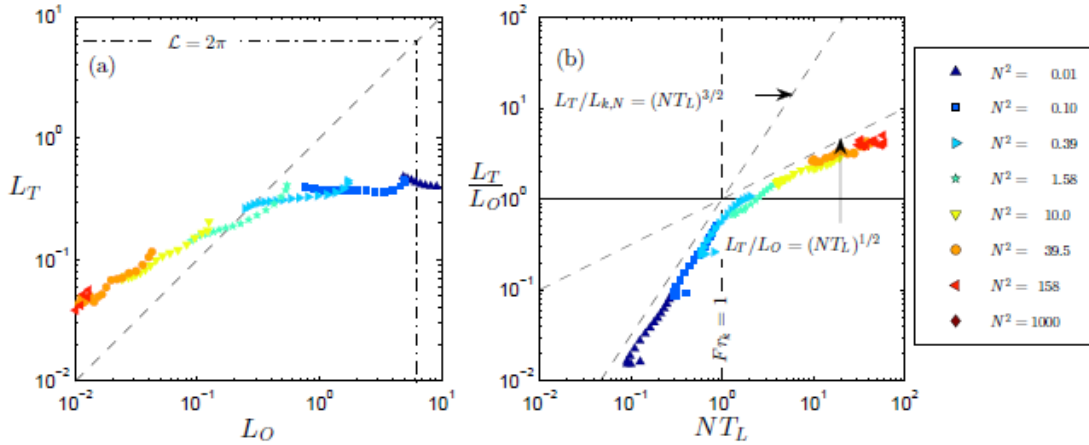 10^1
10^0
10^-1
10^-2
L_T
10^-2
10^-1
10^0
10^1
L_O
(a)
ℒ = 2π
10^2
10^1
10^0
10^-1
10^-2
L_T/L_O
10^-1
10^0
10^1
10^2
NT_L
(b)
L_T/L_{k,N} = (NT_L)^{3/2}
L_T/L_O = (NT_L)^{1/2}
Fr_k = 1
N^2 = 0.01
N^2 = 0.10
N^2 = 0.39
N^2 = 1.58
N^2 = 10.0
N^2 = 39.5
N^2 = 158
N^2 = 1000